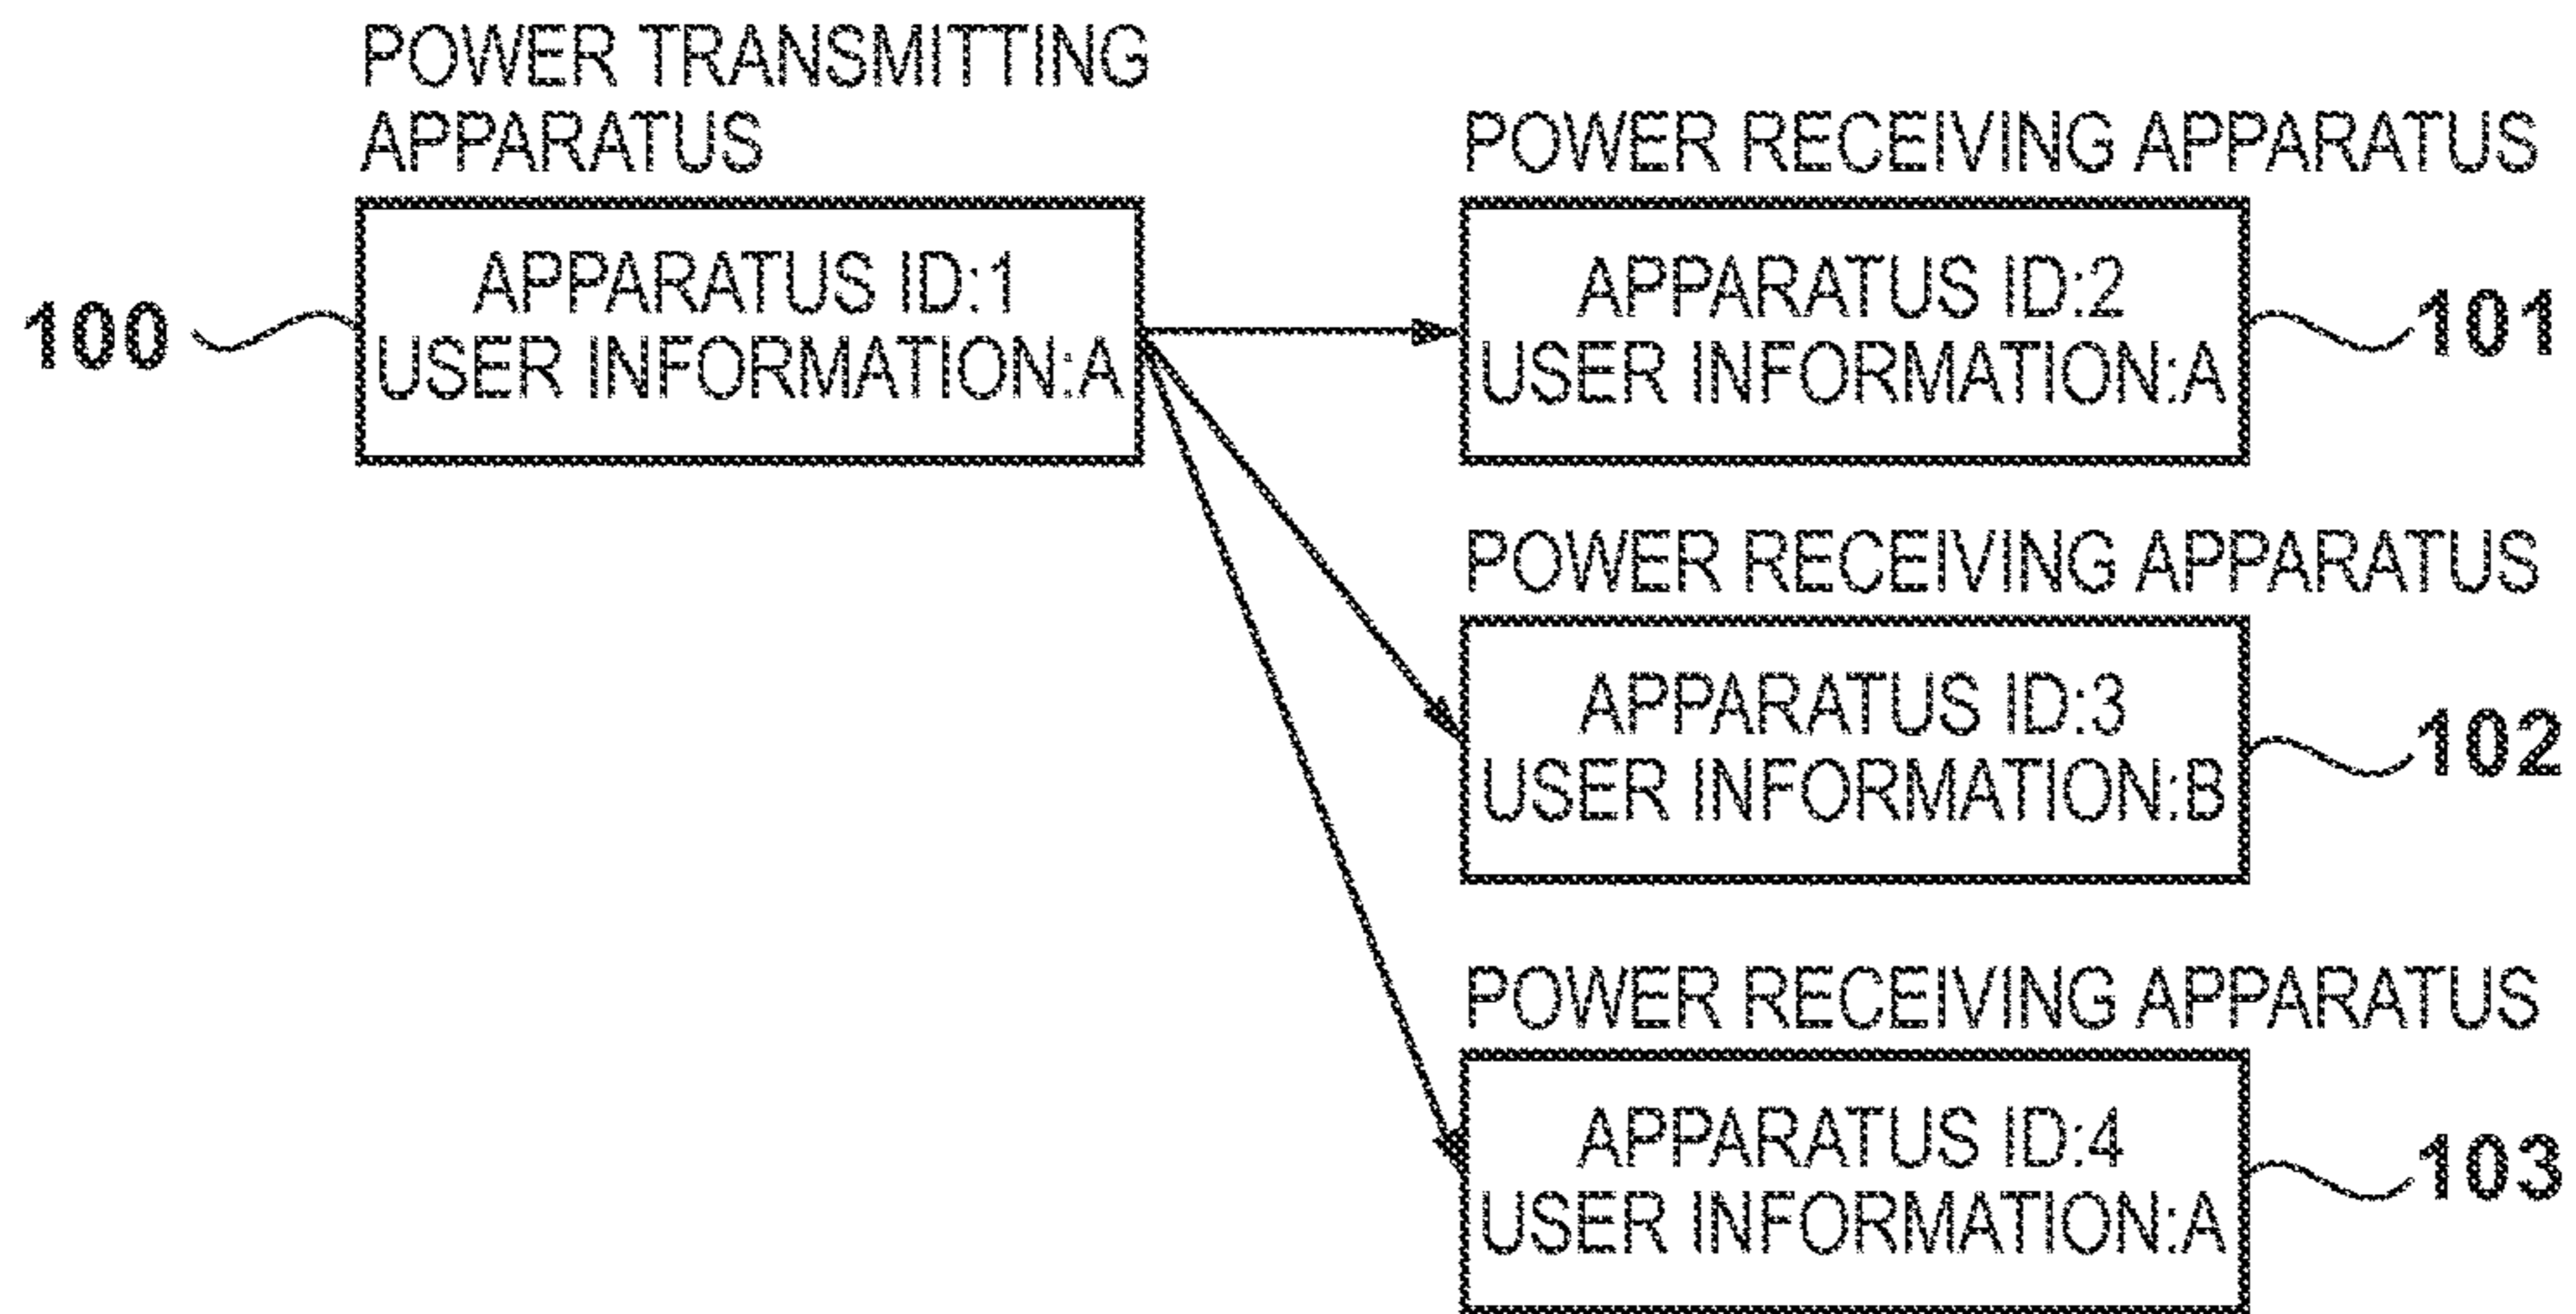 POWER TRANSMITTING
APPARATUS
100
APPARATUS ID:1
USER INFORMATION:A
POWER RECEIVING APPARATUS
APPARATUS ID:2
USER INFORMATION:A
101
POWER RECEIVING APPARATUS
APPARATUS ID:3
USER INFORMATION:B
102
POWER RECEIVING APPARATUS
APPARATUS ID:4
USER INFORMATION:A
103